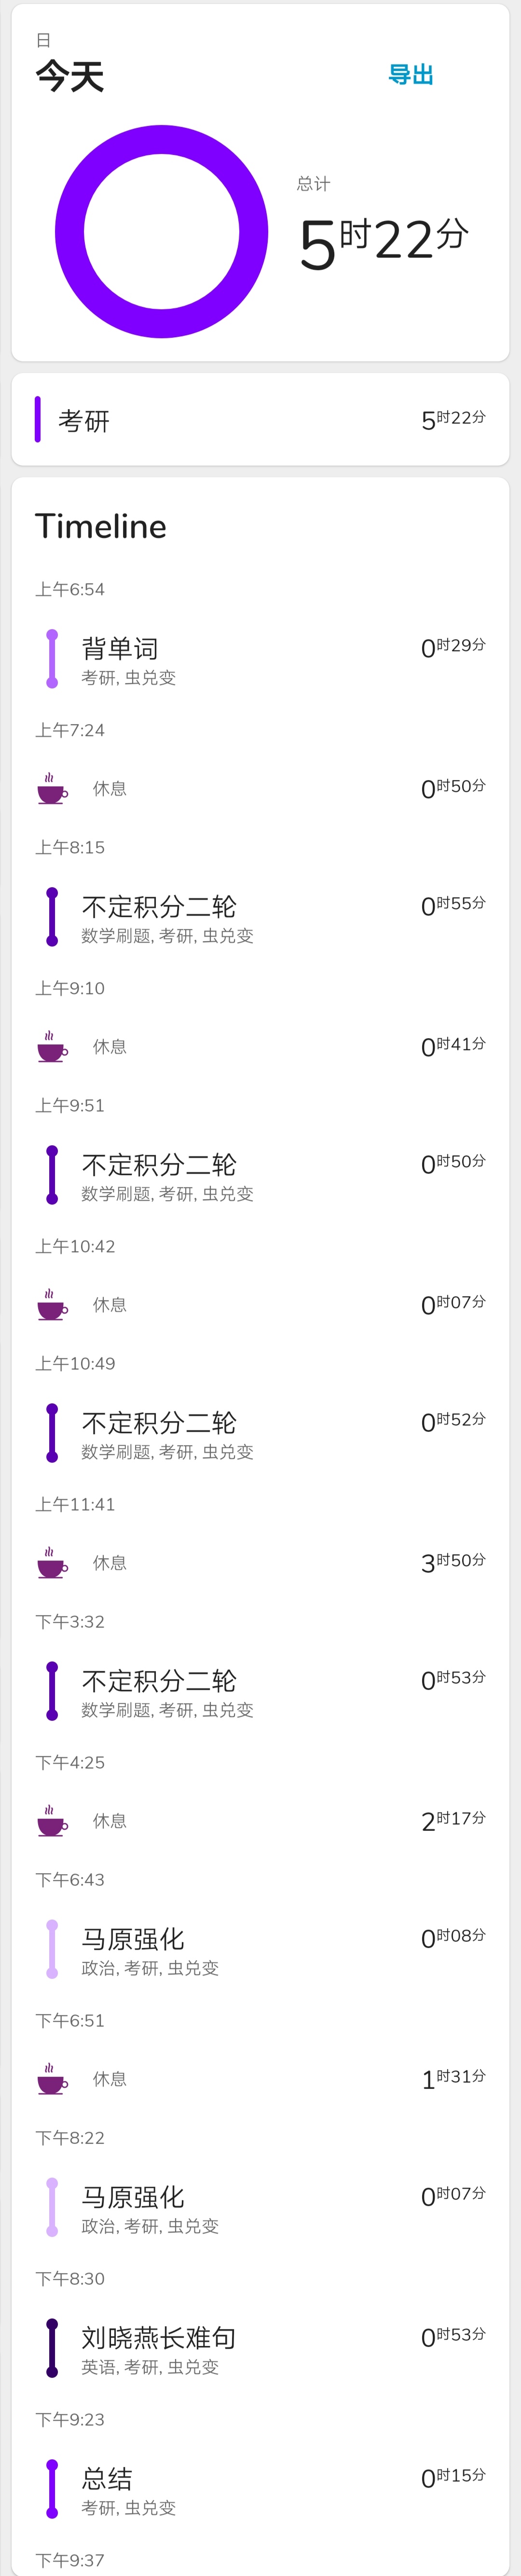 日
今天
导出
总计
5时22分
考研 5时22分
Timeline
上午6:54
背单词 0时29分
考研, 虫兑变
上午7:24
休息 0时50分
上午8:15
不定积分二轮 0时55分
数学刷题, 考研, 虫兑变
上午9:10
休息 0时41分
上午9:51
不定积分二轮 0时50分
数学刷题, 考研, 虫兑变
上午10:42
休息 0时07分
上午10:49
不定积分二轮 0时52分
数学刷题, 考研, 虫兑变
上午11:41
休息 3时50分
下午3:32
不定积分二轮 0时53分
数学刷题, 考研, 虫兑变
下午4:25
休息 2时17分
下午6:43
马原强化 0时08分
政治, 考研, 虫兑变
下午6:51
休息 1时31分
下午8:22
马原强化 0时07分
政治, 考研, 虫兑变
下午8:30
刘晓燕长难句 0时53分
英语, 考研, 虫兑变
下午9:23
总结 0时15分
考研, 虫兑变
下午9:37